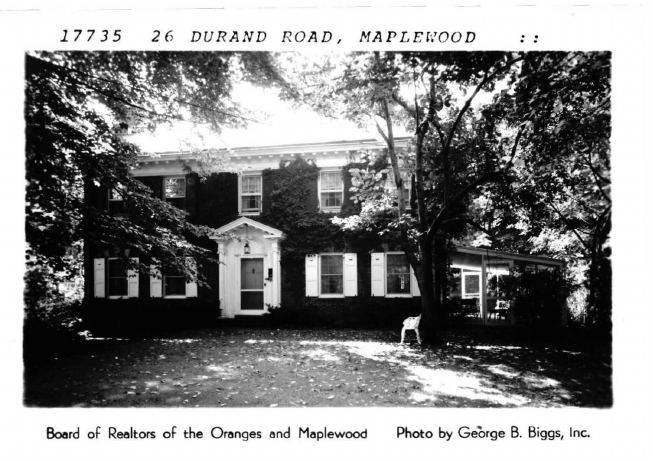 17735 26 DURAND ROAD, MAPLEWOOD ::
Board of Realtors of the Oranges and Maplewood Photo by George B. Biggs, Inc.